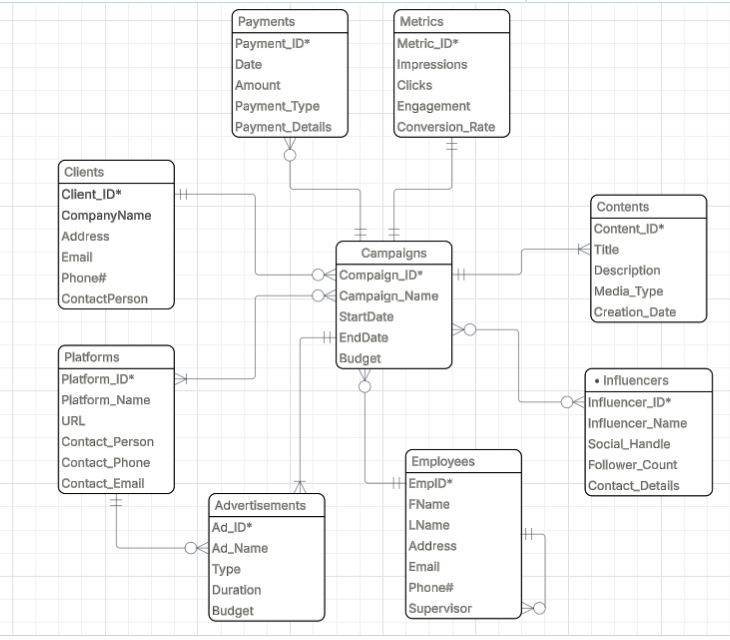 Payments
Payment_ID*
Date
Amount
Payment_Type
Payment_Details
Metrics
Metric_ID*
Impressions
Clicks
Engagement
Conversion_Rate
Clients
Client_ID*
CompanyName
Address
Email
Phone#
ContactPerson
Contents
Content_ID*
Title
Description
Media_Type
Creation_Date
Campaigns
Compaign_ID*
Campaign_Name
StartDate
EndDate
Budget
Platforms
Platform_ID*
Platform_Name
URL
Contact_Person
Contact_Phone
Contact_Email
• Influencers
Influencer_ID*
Influencer_Name
Social_Handle
Follower_Count
Contact_Details
Employees
EmpID*
FName
LName
Address
Email
Phone#
Supervisor
Advertisements
Ad_ID*
Ad_Name
Type
Duration
Budget